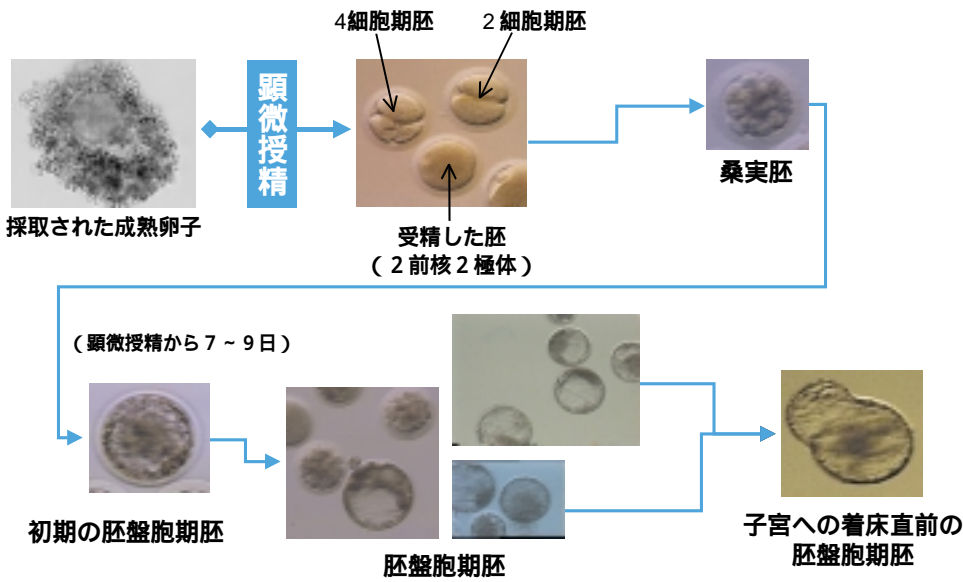 4細胞期胚
2細胞期胚
顕微授精
採取された成熟卵子
受精した胚
（２前核２極体）
桑実胚
（顕微授精から７~９日）
初期の胚盤胞期胚
胚盤胞期胚
子宮への着床直前の
胚盤胞期胚